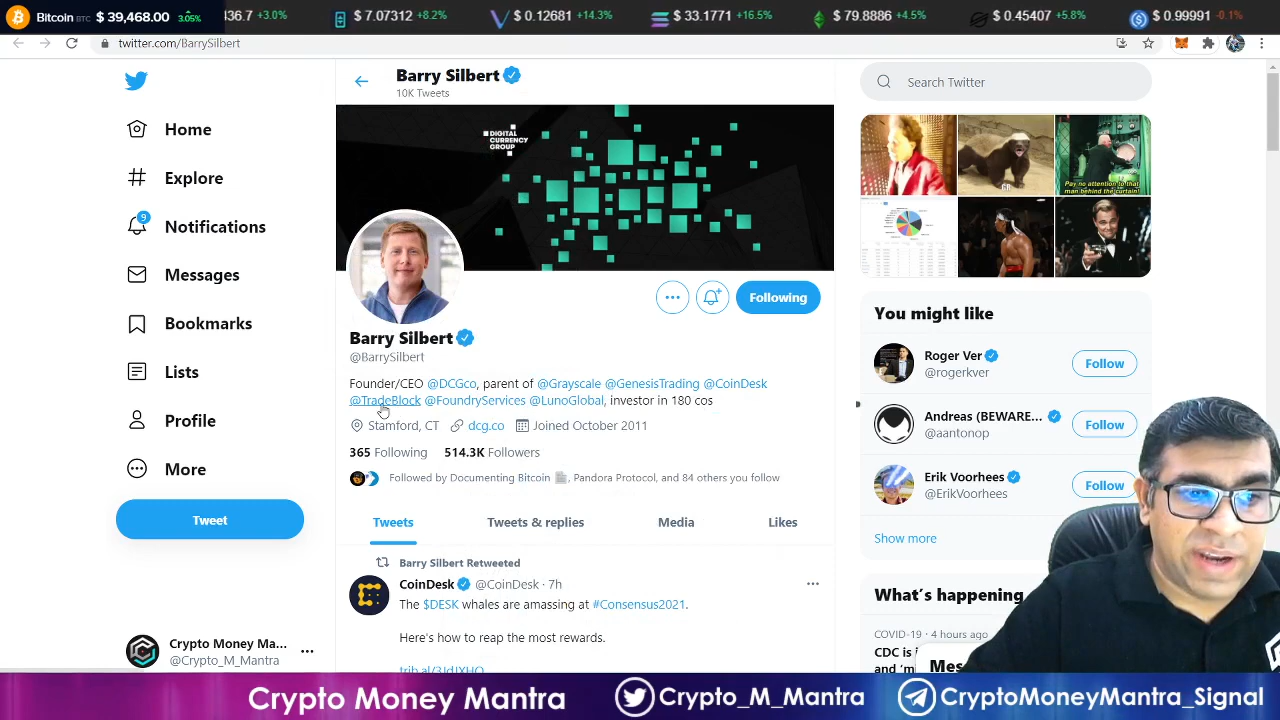 Bitcoin BTC $ 39,468.00 3.05% 436.7 +3.0% $ 7.07312 +8.2% $ 0.12681 +14.3% $ 33.1771 +16.5% $ 79.8886 +4.5% $ 0.45407 +5.8% $ 0.99991 -0.1%
twitter.com/BarrySilbert
Barry Silbert
10K Tweets
Search Twitter
Home
Explore
9
Notifications
Messages
Bookmarks
Lists
Profile
More
Tweet
DIGITAL
CURRENCY
GROUP
Pay no attention to that
man behind the curtain!
Following
Barry Silbert
@BarrySilbert
Founder/CEO @DCGco, parent of @Grayscale @GenesisTrading @CoinDesk
@TradeBlock @FoundryServices @LunoGlobal, investor in 180 cos
Stamford, CT dcg.co Joined October 2011
365 Following 514.3K Followers
Followed by Documenting Bitcoin, Pandora Protocol, and 84 others you follow
Tweets Tweets & replies Media Likes
Barry Silbert Retweeted
CoinDesk @CoinDesk · 7h
The $DESK whales are amassing at #Consensus2021.
Here's how to reap the most rewards.
You might like
Roger Ver
@rogerkver
Follow
Andreas (BEWARE...
@aantonop
Follow
Erik Voorhees
@ErikVoorhees
Follow
Show more
What's happening
COVID-19 · 4 hours ago
CDC is
and 'm
Mes
Crypto Money Ma...
@Crypto_M_Mantra
Crypto Money Mantra Crypto_M_Mantra CryptoMoneyMantra_Signal